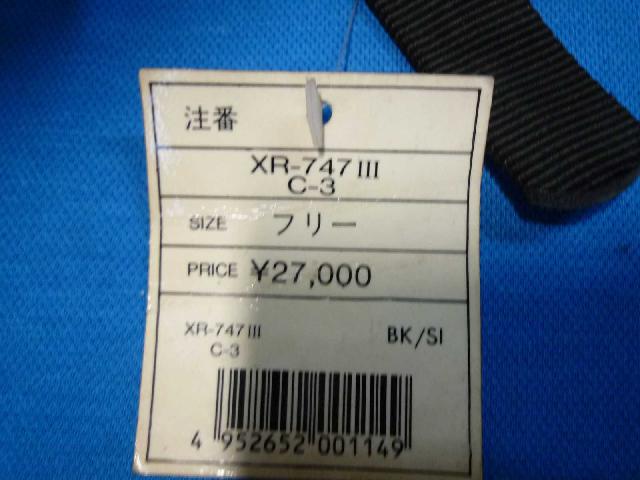 注番
XR-747III
C-3
SIZE フリー
PRICE ¥27,000
XR-747III BK/SI
C-3
4 952652 001149